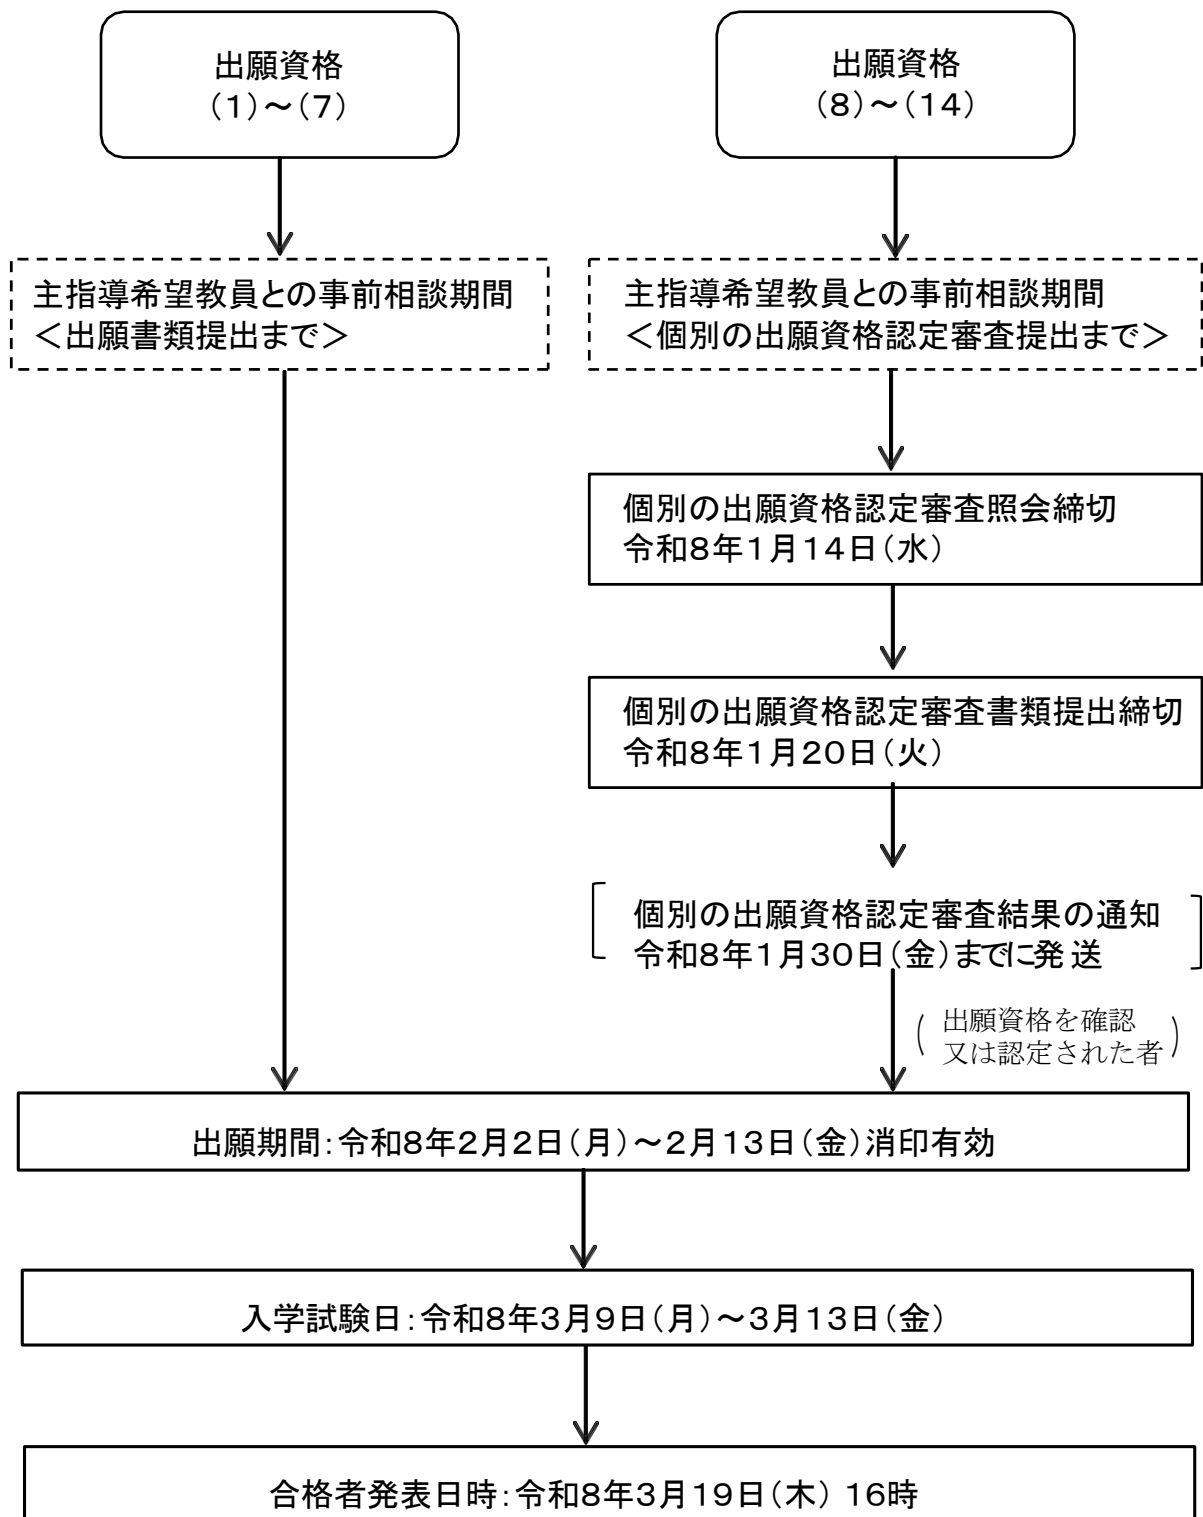 出願資格
(1)～(7)
出願資格
(8)～(14)
主指導希望教員との事前相談期間
＜出願書類提出まで＞
主指導希望教員との事前相談期間
＜個別の出願資格認定審査提出まで＞
個別の出願資格認定審査照会締切
令和8年1月14日(水)
個別の出願資格認定審査書類提出締切
令和8年1月20日(火)
個別の出願資格認定審査結果の通知
令和8年1月30日(金)までに発送
出願資格を確認
又は認定された者
出願期間:令和8年2月2日(月)～2月13日(金)消印有効
入学試験日:令和8年3月9日(月)～3月13日(金)
合格者発表日時:令和8年3月19日(木) 16時